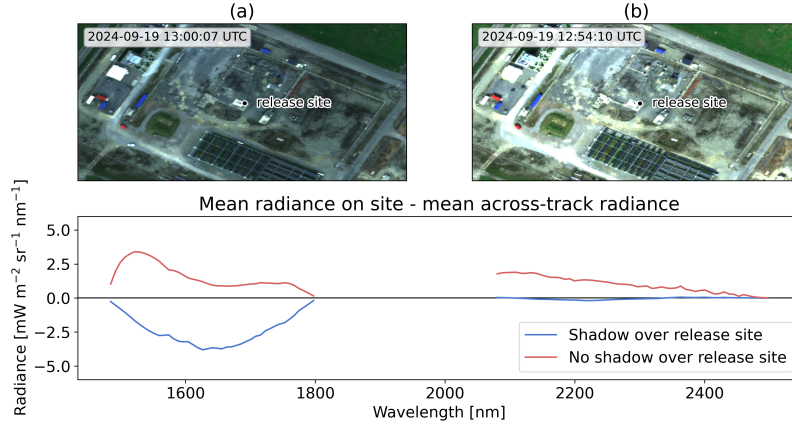 (a)
(b)
2024-09-19 13:00:07 UTC
2024-09-19 12:54:10 UTC
release site
release site
Mean radiance on site - mean across-track radiance
Radiance [mW m⁻² sr⁻¹ nm⁻¹]
5.0
2.5
0.0
−2.5
−5.0
Shadow over release site
No shadow over release site
1600
1800
2000
2200
2400
Wavelength [nm]